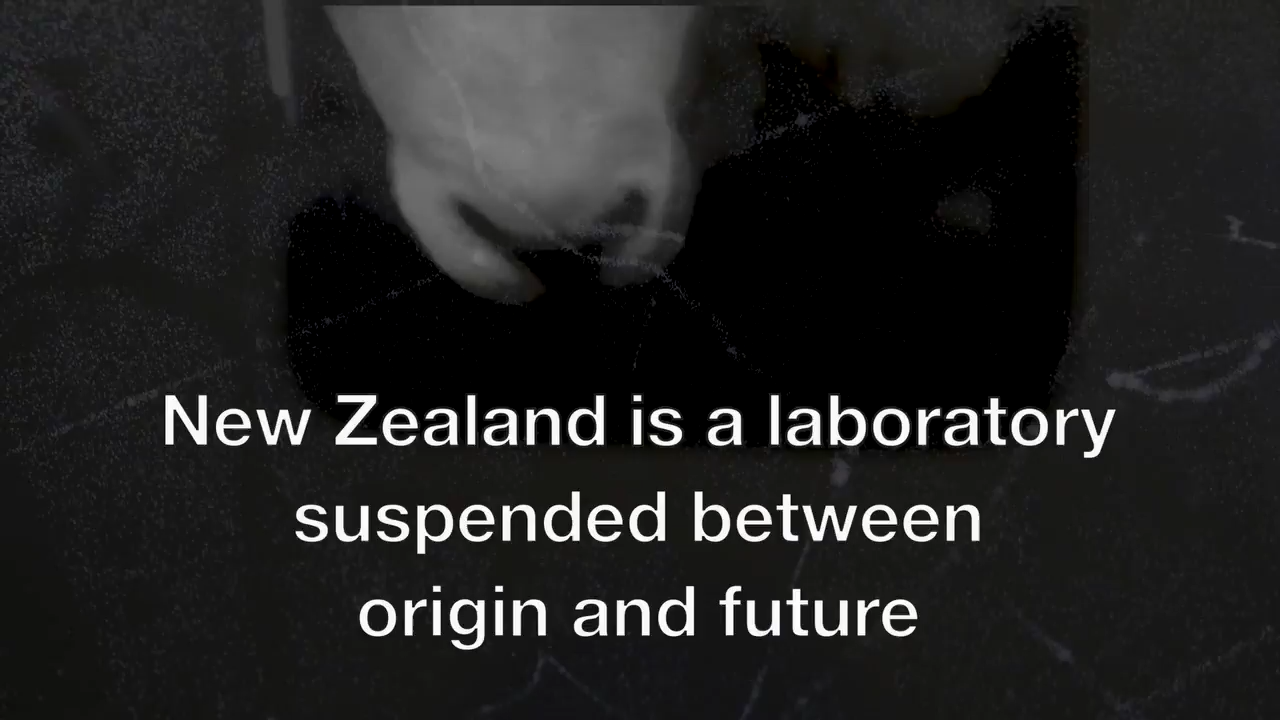 New Zealand is a laboratory
suspended between
origin and future